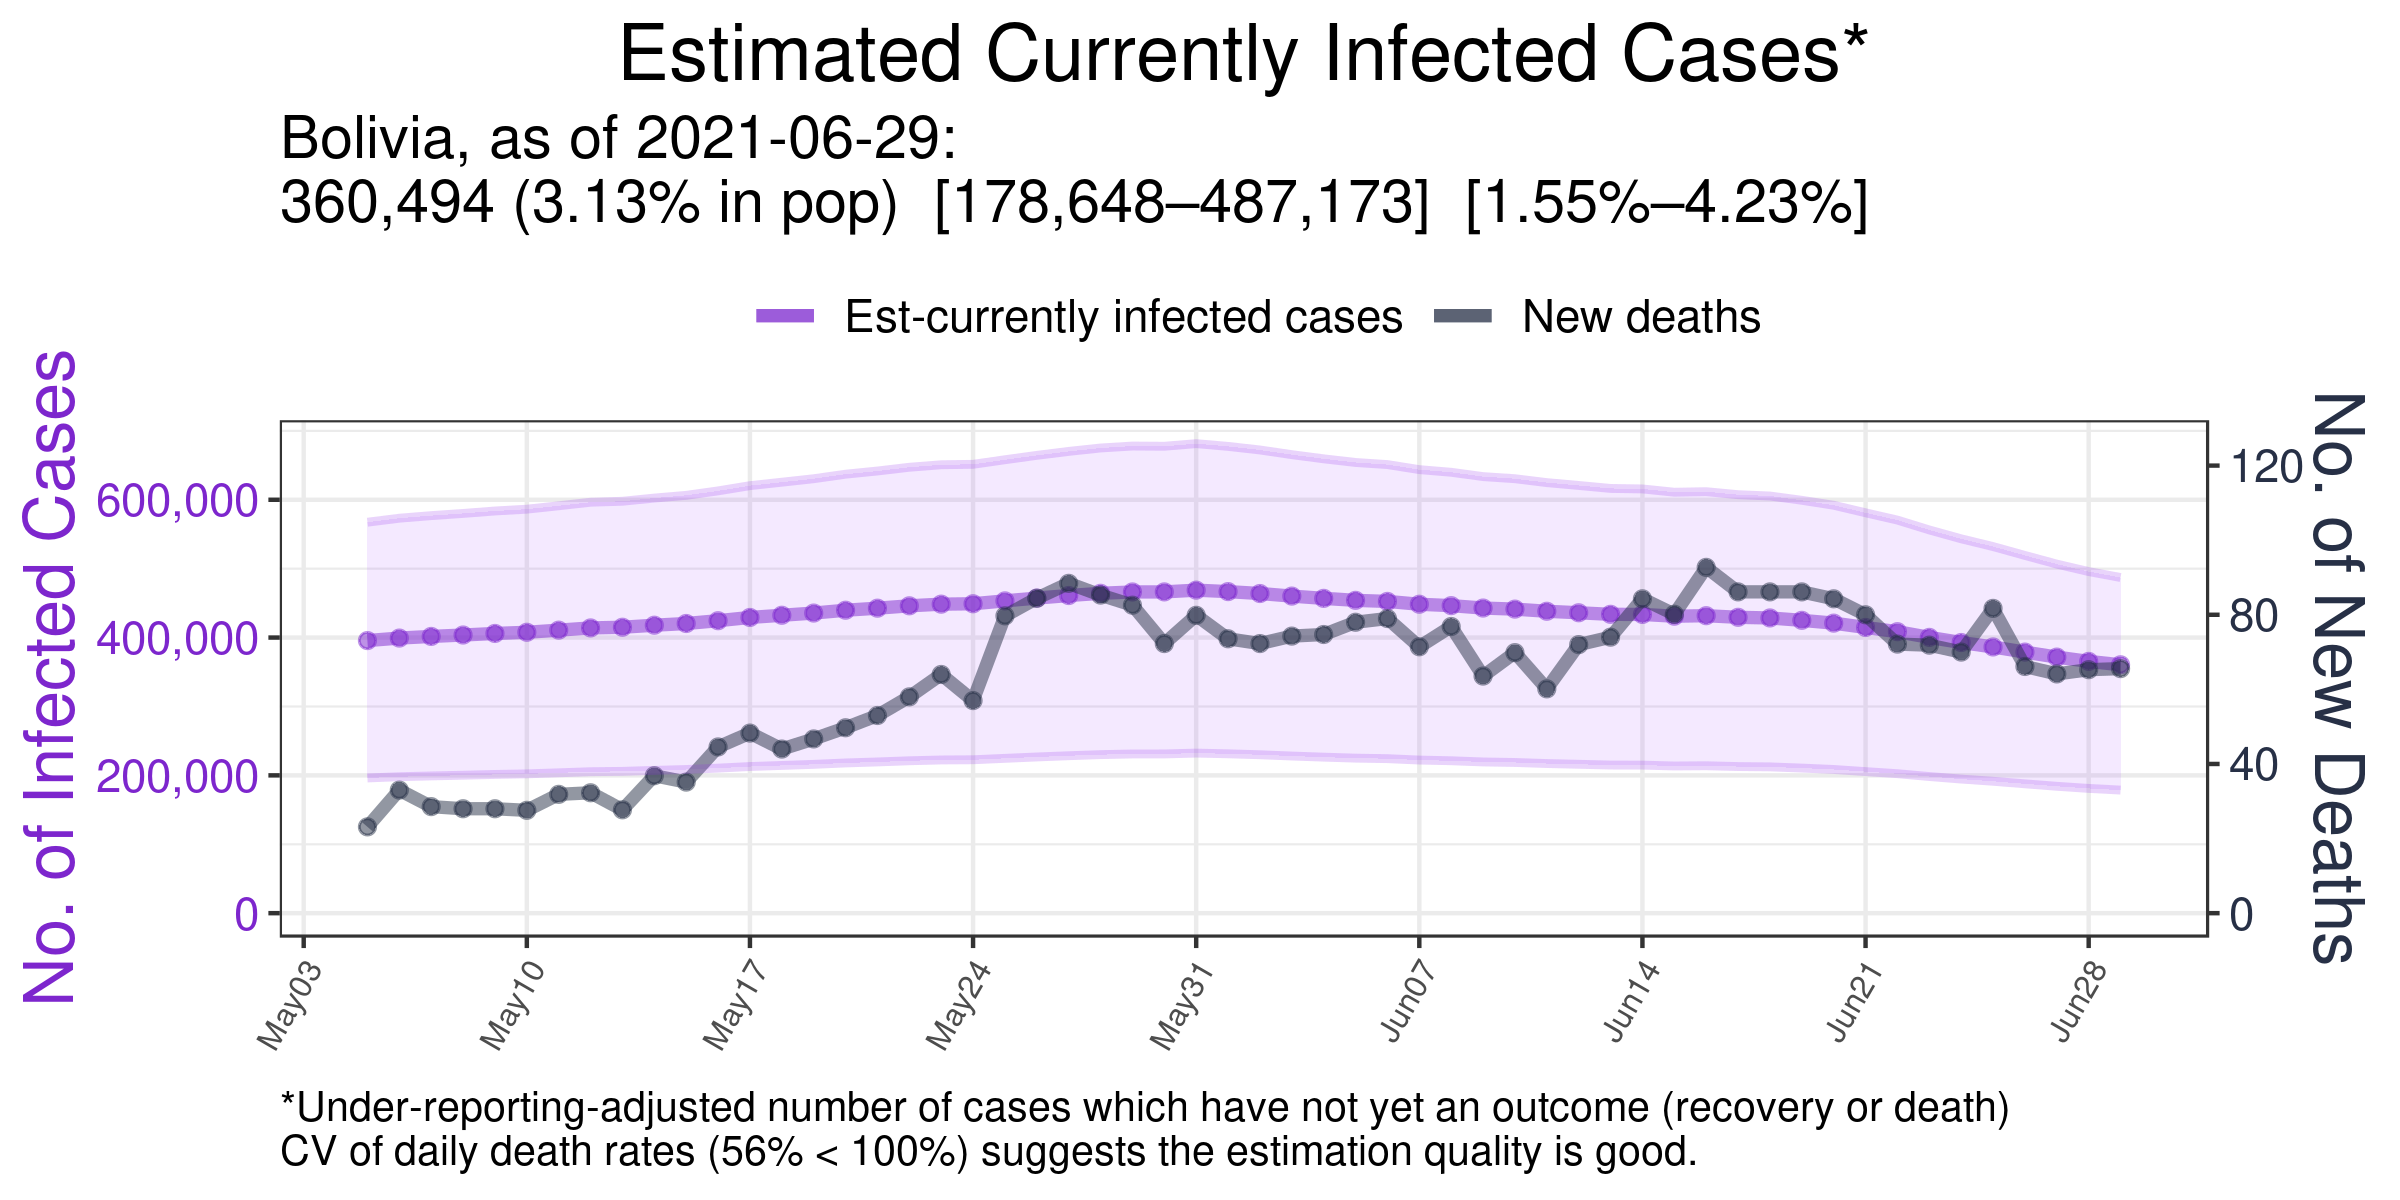 Estimated Currently Infected Cases*
Bolivia, as of 2021-06-29:
360,494 (3.13% in pop)  [178,648–487,173]  [1.55%–4.23%]
Est-currently infected cases
New deaths
No. of Infected Cases
600,000
400,000
200,000
0
120
80
40
0
No. of New Deaths
May03
May10
May17
May24
May31
Jun07
Jun14
Jun21
Jun28
*Under-reporting-adjusted number of cases which have not yet an outcome (recovery or death)
CV of daily death rates (56% < 100%) suggests the estimation quality is good.